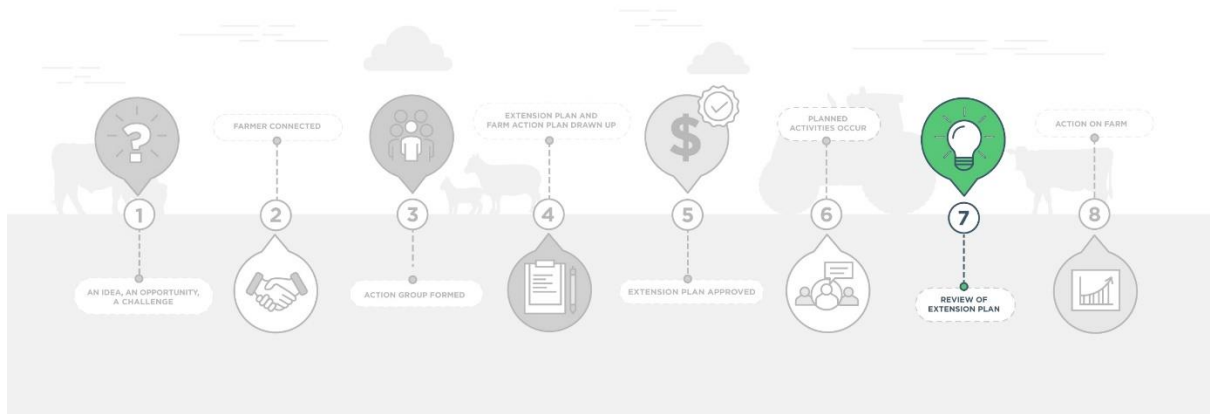 ?
1
AN IDEA, AN OPPORTUNITY,
A CHALLENGE
FARMER CONNECTED
2
3
ACTION GROUP FORMED
EXTENSION PLAN AND
FARM ACTION PLAN DRAWN UP
4
$
5
EXTENSION PLAN APPROVED
PLANNED
ACTIVITIES OCCUR
6
7
REVIEW OF
EXTENSION PLAN
ACTION ON FARM
8